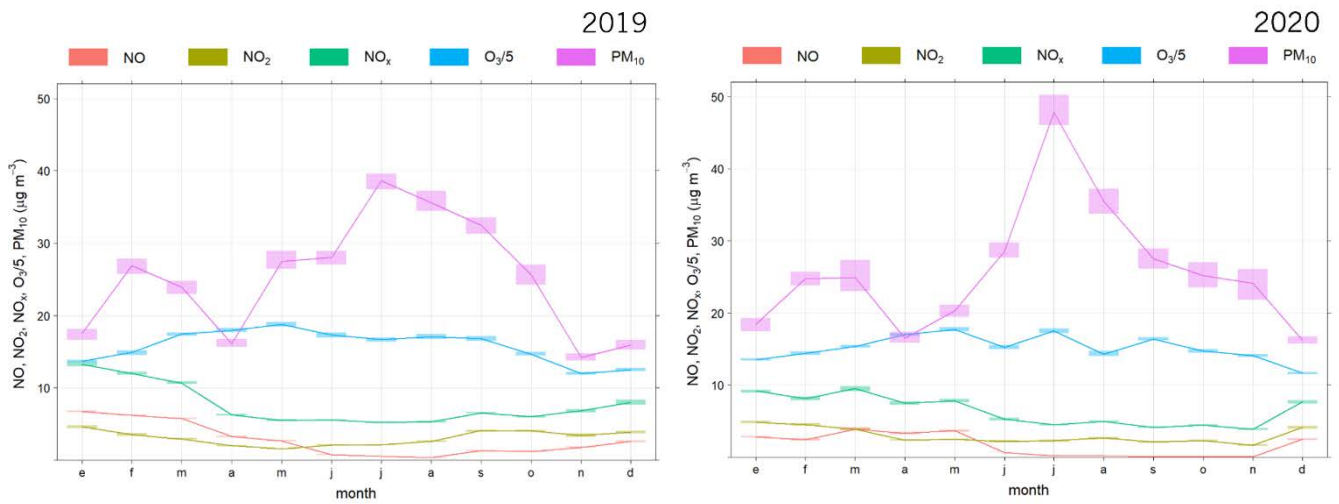 2019
NO NO₂ NOₓ O₃/5 PM₁₀
50
40
30
20
10
NO, NO₂, NOₓ, O₃/5, PM₁₀ (µg m⁻³)
e f m a m j j a s o n d
month
2020
NO NO₂ NOₓ O₃/5 PM₁₀
50
40
30
20
10
NO, NO₂, NOₓ, O₃/5, PM₁₀ (µg m⁻³)
e f m a m j j a s o n d
month